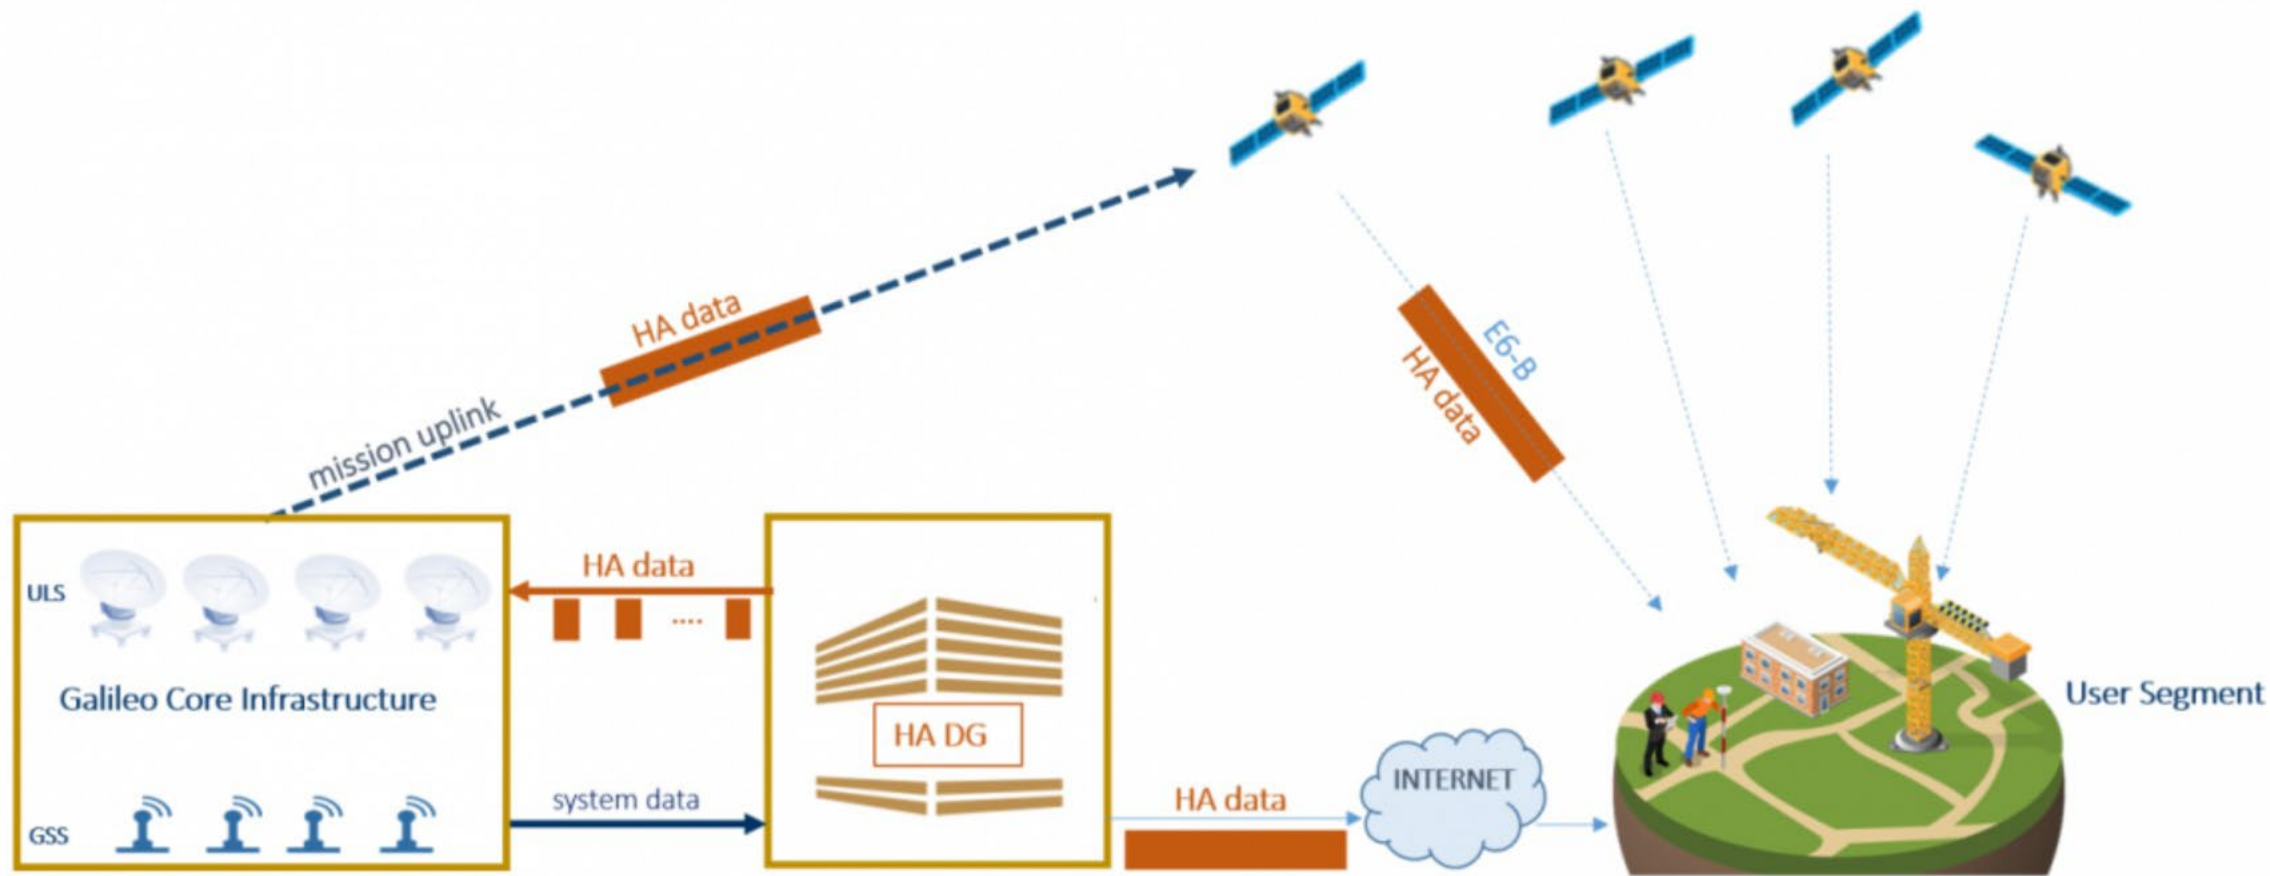 HA data
mission uplink
E6-B
HA data
ULS
HA data
....
Galileo Core Infrastructure
HA DG
User Segment
system data
GSS
HA data
INTERNET